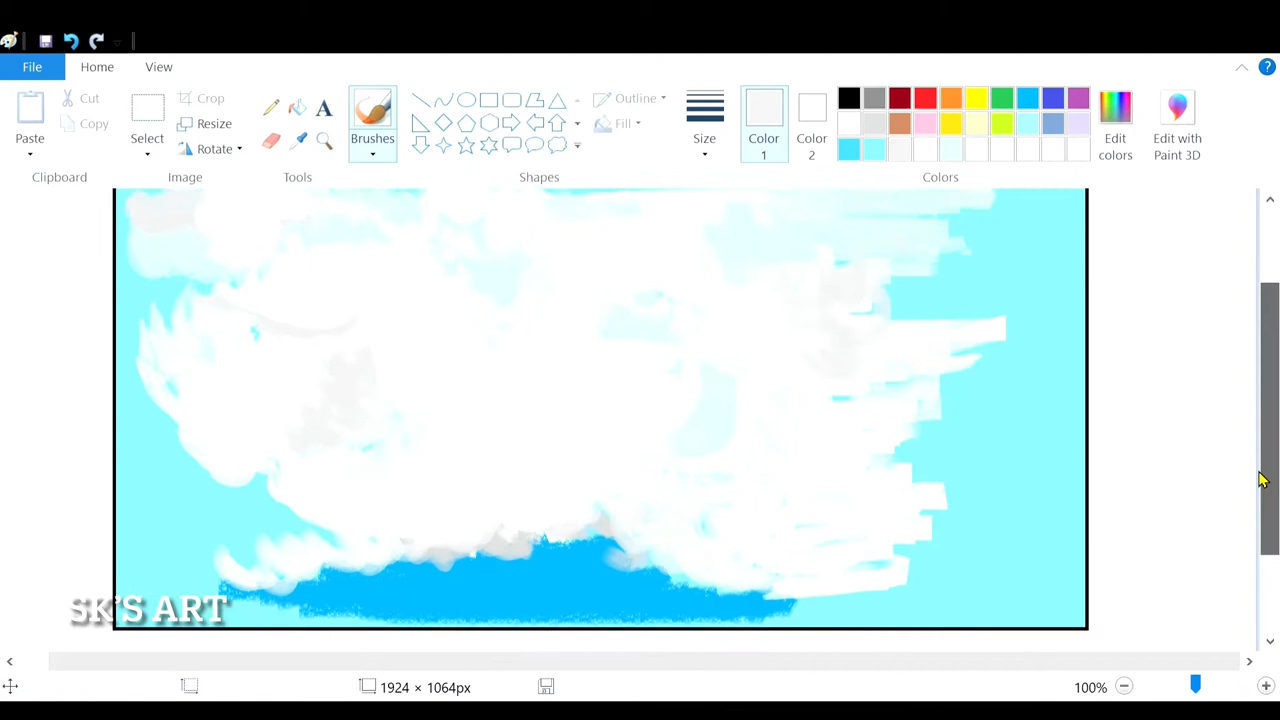 File Home View
Paste
Cut
Copy
Clipboard
Select
Crop
Resize
Rotate
Image
A
Tools
Brushes
Shapes
Outline
Fill
Size
Color 1
Color 2
Colors
Edit colors
Edit with Paint 3D
?
SK'S ART
1924 × 1064px
100%